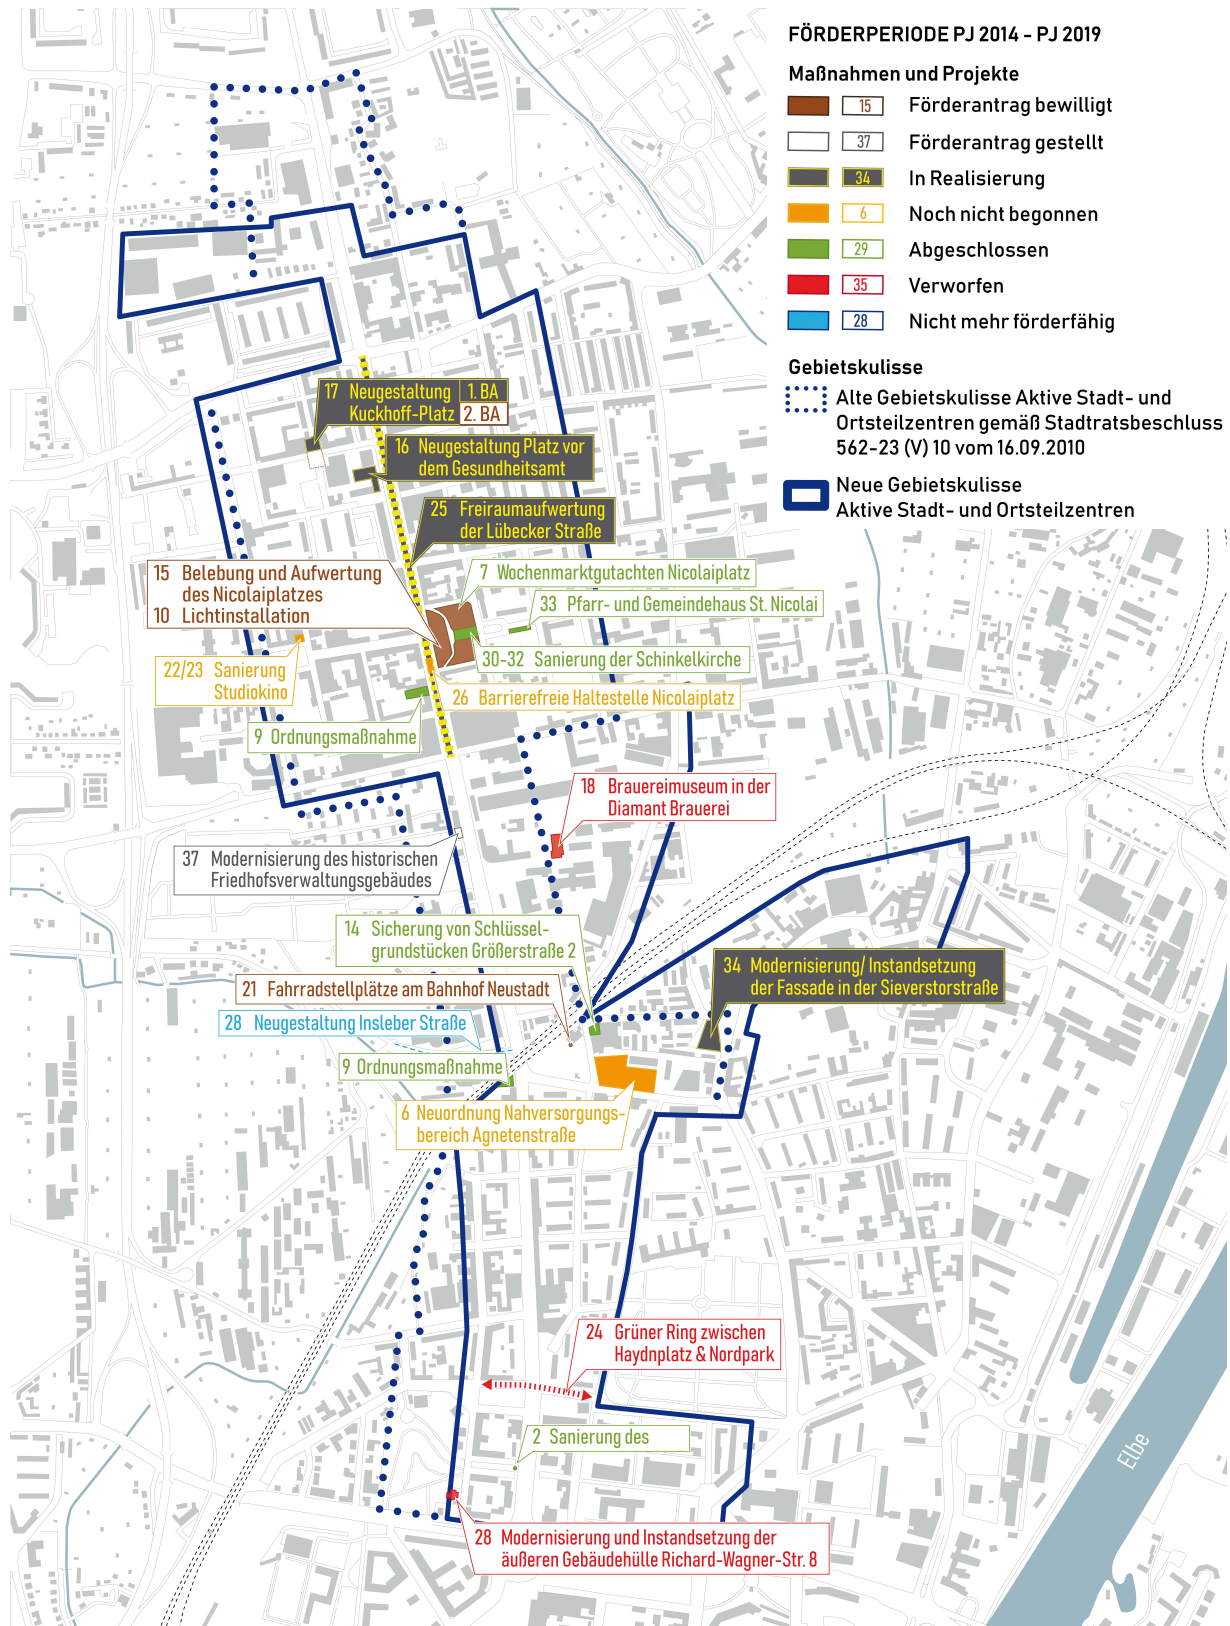 FÖRDERPERIODE PJ 2014 - PJ 2019
Maßnahmen und Projekte
15 Förderantrag bewilligt
37 Förderantrag gestellt
34 In Realisierung
6 Noch nicht begonnen
29 Abgeschlossen
35 Verworfen
28 Nicht mehr förderfähig
Gebietskulisse
Alte Gebietskulisse Aktive Stadt- und
Ortsteilzentren gemäß Stadtratsbeschluss
562-23 (V) 10 vom 16.09.2010
Neue Gebietskulisse
Aktive Stadt- und Ortsteilzentren
17 Neugestaltung 1. BA
Kuckhoff-Platz 2. BA
16 Neugestaltung Platz vor
dem Gesundheitsamt
25 Freiraumaufwertung
der Lübecker Straße
15 Belebung und Aufwertung
des Nicolaiplatzes
10 Lichtinstallation
7 Wochenmarktgutachten Nicolaiplatz
33 Pfarr- und Gemeindehaus St. Nicolai
30-32 Sanierung der Schinkelkirche
22/23 Sanierung
Studiokino
26 Barrierefreie Haltestelle Nicolaiplatz
9 Ordnungsmaßnahme
18 Brauereimuseum in der
Diamant Brauerei
37 Modernisierung des historischen
Friedhofsverwaltungsgebäudes
14 Sicherung von Schlüssel-
grundstücken Größerstraße 2
34 Modernisierung/ Instandsetzung
der Fassade in der Sieverstorstraße
21 Fahrradstellplätze am Bahnhof Neustadt
28 Neugestaltung Insleber Straße
9 Ordnungsmaßnahme
6 Neuordnung Nahversorgungs-
bereich Agnetenstraße
24 Grüner Ring zwischen
Haydnplatz & Nordpark
2 Sanierung des
Elbe
28 Modernisierung und Instandsetzung der
äußeren Gebäudehülle Richard-Wagner-Str. 8